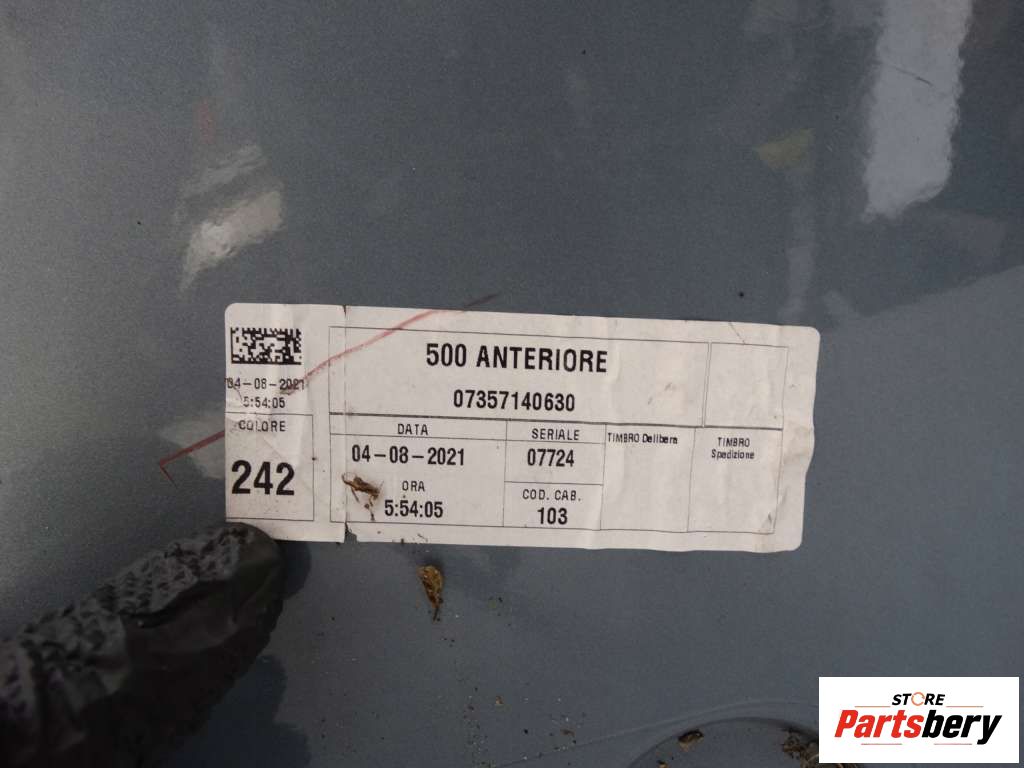 04-08-2021
5:54:05
COLORE
242
500 ANTERIORE
07357140630
DATA
04-08-2021
ORA
5:54:05
SERIALE
07724
COD. CAB.
103
TIMBRO Delibera
TIMBRO
Spedizione
STORE
Partsbery